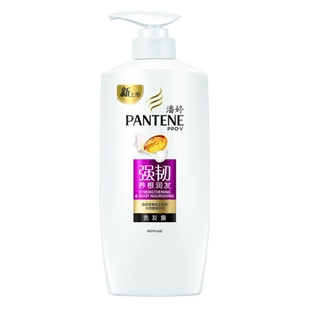 新上市
潘婷
PANTENE
PRO-V
强韧
养根润发
STRENGTHENING
& ROOT NOURISHING
洗发露